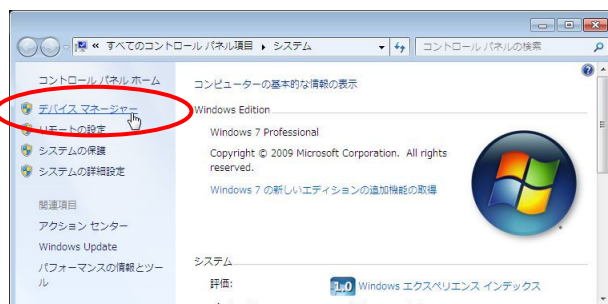 « すべてのコントロール パネル項目 ▸ システム
コントロール パネルの検索
コントロール パネル ホーム
デバイス マネージャー
リモートの設定
システムの保護
システムの詳細設定
関連項目
アクション センター
Windows Update
パフォーマンスの情報とツー
ル
コンピューターの基本的な情報の表示
Windows Edition
Windows 7 Professional
Copyright © 2009 Microsoft Corporation. All rights
reserved.
Windows 7 の新しいエディションの追加機能の取得
システム
評価:
1.0 Windows エクスペリエンス インデックス